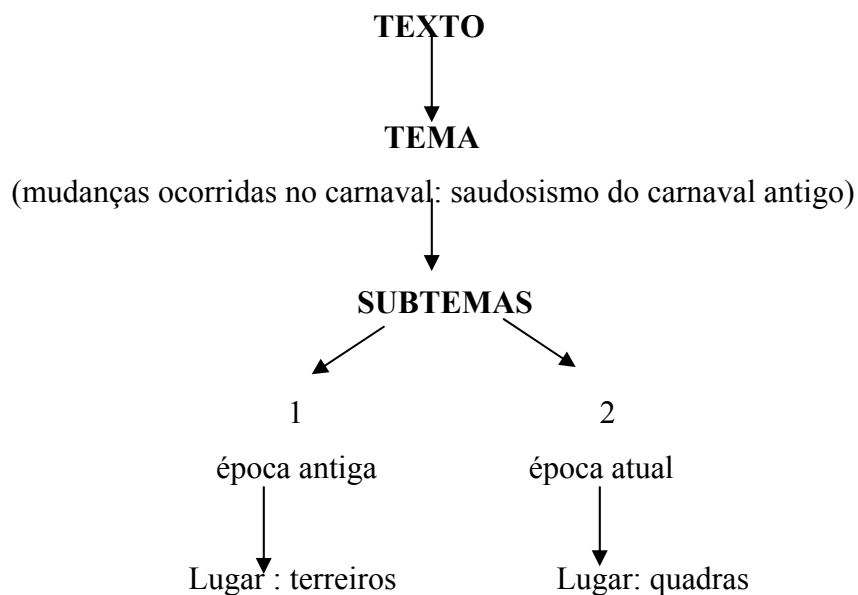 TEXTO
TEMA
(mudanças ocorridas no carnaval: saudosismo do carnaval antigo)
SUBTEMAS
1 2
época antiga época atual
Lugar : terreiros Lugar: quadras